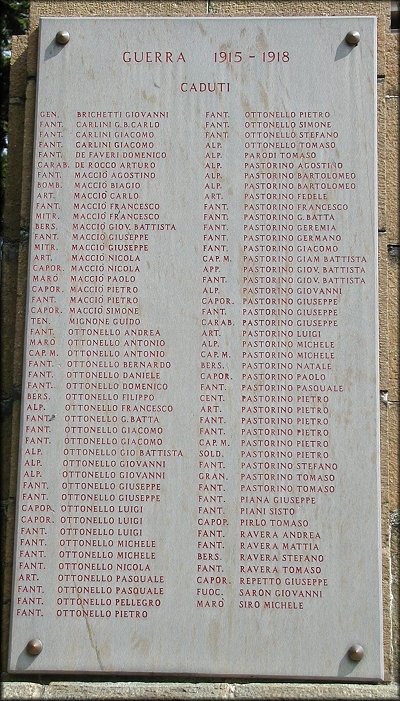 GUERRA 1915 - 1918
CADUTI
GEN. BRICHETTI GIOVANNI
FANT. CARLINI G.B. CARLO
FANT. CARLINI GIACOMO
FANT. CARLINI GIACOMO
FANT. DE FAVERI DOMENICO
CARAB. DE ROCCO ARTURO
FANT. MACCIÒ AGOSTINO
BOMB. MACCIÒ BIAGIO
ART. MACCIÒ CARLO
FANT. MACCIÒ FRANCESCO
MITR. MACCIÒ FRANCESCO
BERS. MACCIÒ GIOV. BATTISTA
FANT. MACCIÒ GIUSEPPE
MITR. MACCIÒ GIUSEPPE
ART. MACCIÒ NICOLA
CAPOR. MACCIÒ NICOLA
MARÒ MACCIÒ PAOLO
CAPOR. MACCIÒ PIETRO
FANT. MACCIÒ PIETRO
CAPOR. MACCIÒ SIMONE
TEN. MIGNONE GUIDO
FANT. OTTONELLO ANDREA
MARÒ OTTONELLO ANTONIO
CAP. M. OTTONELLO ANTONIO
FANT. OTTONELLO BERNARDO
FANT. OTTONELLO DANIELE
FANT. OTTONELLO DOMENICO
BERS. OTTONELLO FILIPPO
ALP. OTTONELLO FRANCESCO
FANT. OTTONELLO G. BATTA
FANT. OTTONELLO GIACOMO
FANT. OTTONELLO GIACOMO
ALP. OTTONELLO GIO BATTISTA
ALP. OTTONELLO GIOVANNI
ALP. OTTONELLO GIOVANNI
FANT. OTTONELLO GIUSEPPE
FANT. OTTONELLO GIUSEPPE
CAPOR. OTTONELLO LUIGI
CAPOR. OTTONELLO LUIGI
FANT. OTTONELLO LUIGI
FANT. OTTONELLO MICHELE
FANT. OTTONELLO MICHELE
FANT. OTTONELLO NICOLA
ART. OTTONELLO PASQUALE
FANT. OTTONELLO PASQUALE
FANT. OTTONELLO PELLEGRO
FANT. OTTONELLO PIETRO
FANT. OTTONELLO PIETRO
FANT. OTTONELLO SIMONE
FANT. OTTONELLO STEFANO
ALP. OTTONELLO TOMASO
ALP. PARODI TOMASO
ALP. PASTORINO AGOSTINO
ALP. PASTORINO BARTOLOMEO
ALP. PASTORINO BARTOLOMEO
ART. PASTORINO FEDELE
FANT. PASTORINO FRANCESCO
FANT. PASTORINO G. BATTA
FANT. PASTORINO GEREMIA
FANT. PASTORINO GERMANO
FANT. PASTORINO GIACOMO
CAP. M. PASTORINO GIAM BATTISTA
APP. PASTORINO GIOV. BATTISTA
FANT. PASTORINO GIOV. BATTISTA
ALP. PASTORINO GIOVANNI
CAPOR. PASTORINO GIUSEPPE
FANT. PASTORINO GIUSEPPE
CARAB. PASTORINO GIUSEPPE
ART. PASTORINO LUIGI
ALP. PASTORINO MICHELE
CAP. M. PASTORINO MICHELE
BERS. PASTORINO NATALE
CAPOR. PASTORINO PAOLO
FANT. PASTORINO PASQUALE
CENT. PASTORINO PIETRO
ART. PASTORINO PIETRO
FANT. PASTORINO PIETRO
FANT. PASTORINO PIETRO
CAP. M. PASTORINO PIETRO
SOLD. PASTORINO PIETRO
FANT. PASTORINO STEFANO
GRAN. PASTORINO TOMASO
FANT. PASTORINO TOMASO
FANT. PIANA GIUSEPPE
FANT. PIANI SISTO
CAPOP. PIRLO TOMASO
FANT. RAVERA ANDREA
FANT. RAVERA MATTIA
BERS. RAVERA STEFANO
FANT. RAVERA TOMASO
CAPOR. REPETTO GIUSEPPE
FUOC. SARON GIOVANNI
MARÒ SIRO MICHELE